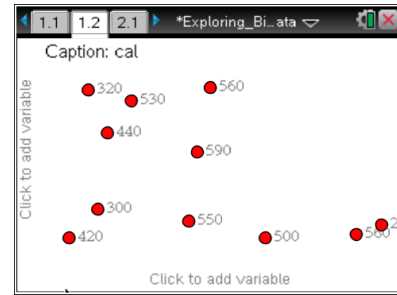 1.1 1.2 2.1 *Exploring_Bi...ata
Caption: cal
320
530
560
440
590
300
550
420
500
560
2
Click to add variable
Click to add variable